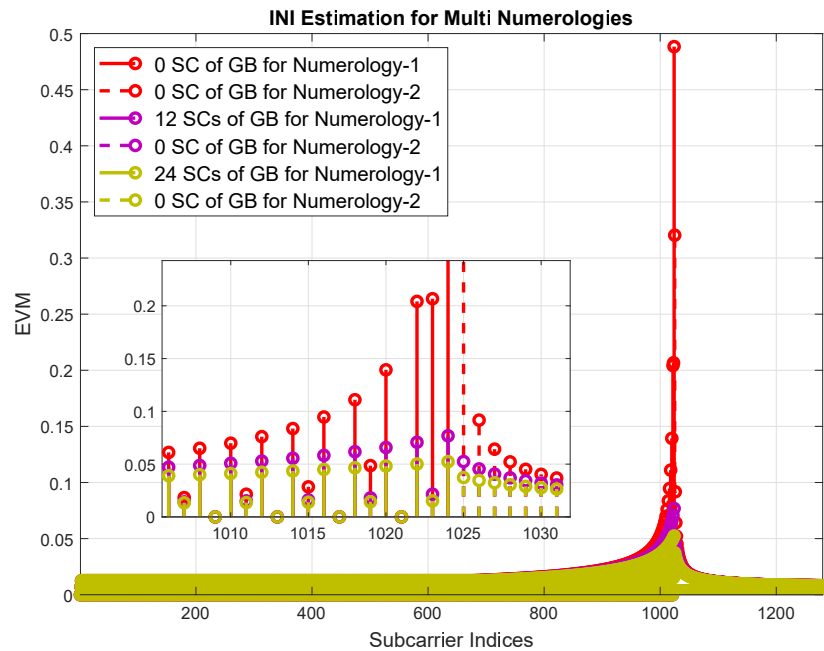 INI Estimation for Multi Numerologies
0.5
0.45
0.4
0.35
0.3
0.25
0.2
0.15
0.1
0.05
0
EVM
0 SC of GB for Numerology-1
0 SC of GB for Numerology-2
12 SCs of GB for Numerology-1
0 SC of GB for Numerology-2
24 SCs of GB for Numerology-1
0 SC of GB for Numerology-2
0.2
0.15
0.1
0.05
0
1010 1015 1020 1025 1030
200 400 600 800 1000 1200
Subcarrier Indices